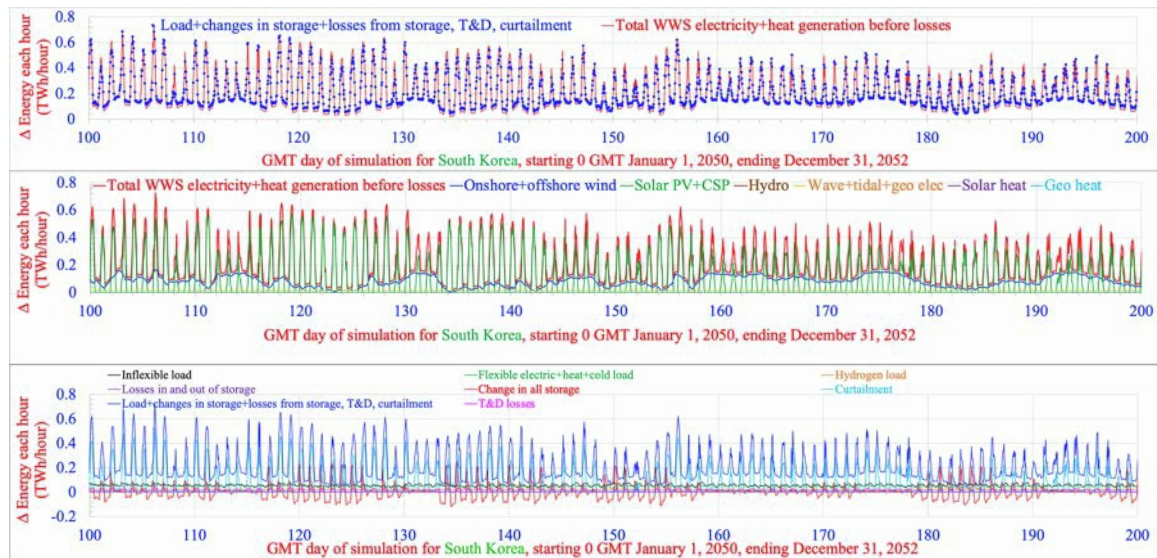 Load+changes in storage+losses from storage, T&D, curtailment Total WWS electricity+heat generation before losses
Δ Energy each hour
(TWh/hour)
0.8
0.6
0.4
0.2
0
100 110 120 130 140 150 160 170 180 190 200
GMT day of simulation for South Korea, starting 0 GMT January 1, 2050, ending December 31, 2052
Total WWS electricity+heat generation before losses Onshore+offshore wind Solar PV+CSP Hydro Wave+tidal+geo elec Solar heat Geo heat
Δ Energy each hour
(TWh/hour)
0.8
0.6
0.4
0.2
0
100 110 120 130 140 150 160 170 180 190 200
GMT day of simulation for South Korea, starting 0 GMT January 1, 2050, ending December 31, 2052
Inflexible load Flexible electric+heat+cold load Hydrogen load
Losses in and out of storage Change in all storage Curtailment
Load+changes in storage+losses from storage, T&D, curtailment T&D losses
Δ Energy each hour
(TWh/hour)
0.8
0.6
0.4
0.2
0
-0.2
100 110 120 130 140 150 160 170 180 190 200
GMT day of simulation for South Korea, starting 0 GMT January 1, 2050, ending December 31, 2052